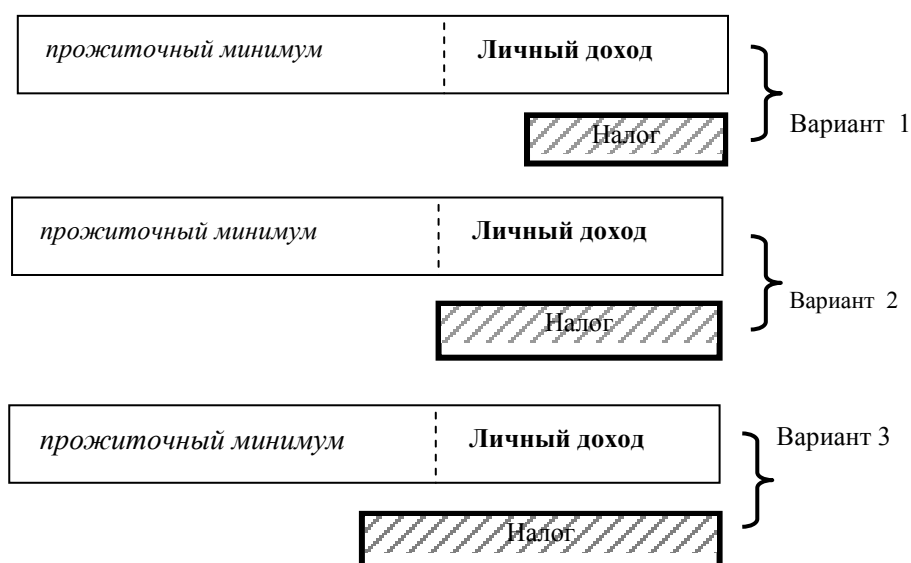 прожиточный минимум Личный доход
Налог
Вариант 1
прожиточный минимум Личный доход
Налог
Вариант 2
прожиточный минимум Личный доход
Вариант 3
Налог